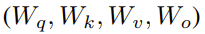 (W_q, W_k, W_v, W_o)